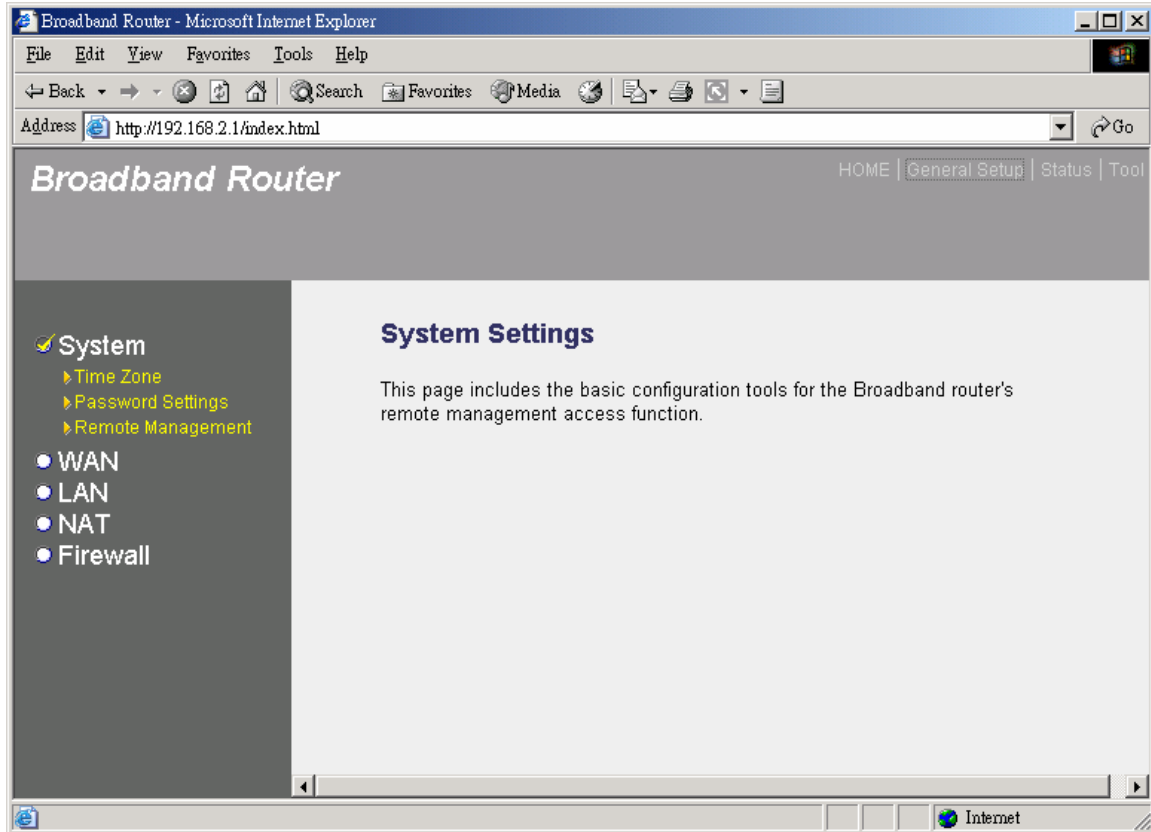 Broadband Router - Microsoft Internet Explorer
File Edit View Favorites Tools Help
Back Search Favorites Media
Address http://192.168.2.1/index.html Go
Broadband Router
HOME | General Setup | Status | Tool
System
Time Zone
Password Settings
Remote Management
WAN
LAN
NAT
Firewall
System Settings
This page includes the basic configuration tools for the Broadband router's
remote management access function.
Internet